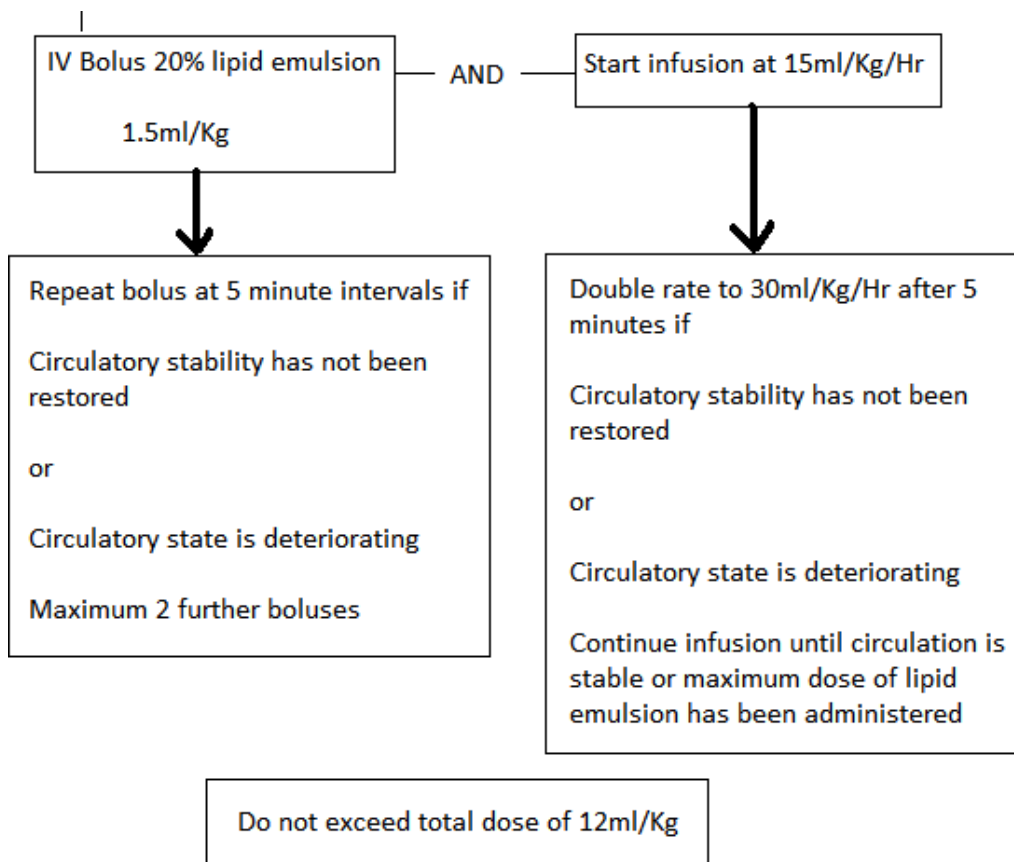 IV Bolus 20% lipid emulsion
1.5ml/Kg
AND
Start infusion at 15ml/Kg/Hr
Repeat bolus at 5 minute intervals if
Circulatory stability has not been
restored
or
Circulatory state is deteriorating
Maximum 2 further boluses
Double rate to 30ml/Kg/Hr after 5
minutes if
Circulatory stability has not been
restored
or
Circulatory state is deteriorating
Continue infusion until circulation is
stable or maximum dose of lipid
emulsion has been administered
Do not exceed total dose of 12ml/Kg